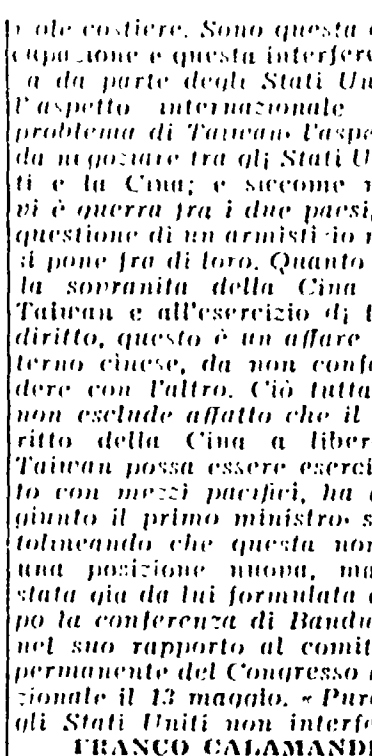 ole costiere. Sono questa
cupazione e questa interfere
a da parte degli Stati Un
l'aspetto internazionale
problema di Taiwan l'aspe
da negoziare tra gli Stati U
ti e la Cina; e siccome n
vi è guerra fra i due paesi,
questione di un armistizio n
si pone fra di loro. Quanto
la sovranità della Cina
Taiwan e all'esercizio di t
diritto, questo è un affare
terno cinese, da non confo
dere con l'altro. Ciò tutta
non esclude affatto che il
ritto della Cina a liber
Taiwan possa essere eserci
to con mezzi pacifici, ha
giunto il primo ministro s
tolineando che questa non
una posizione nuova, ma
stata già da lui formulata
po la conferenza di Bandu
nel suo rapporto al comit
permanente del Congresso
zionale il 13 maggio. « Pure
gli Stati Uniti non interfe
FRANCO CALAMANDRE